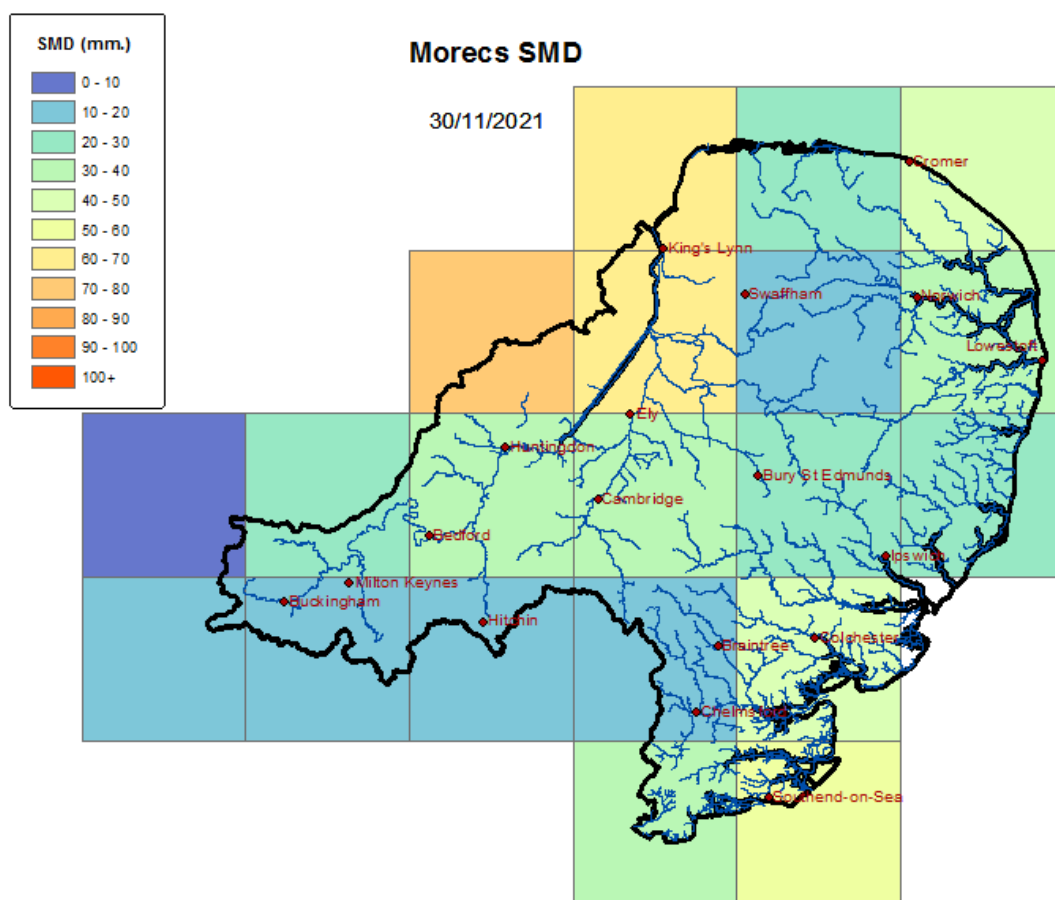 SMD (mm.)
0 - 10
10 - 20
20 - 30
30 - 40
40 - 50
50 - 60
60 - 70
70 - 80
80 - 90
90 - 100
100+
Morecs SMD
30/11/2021
Cromer
King's Lynn
Swaffham
Norwich
Lowestoft
Ely
Huntingdon
Bury St Edmunds
Cambridge
Bedford
Ipswich
Milton Keynes
Buckingham
Hitchin
Colchester
Braintree
Chelmsford
Southend-on-Sea